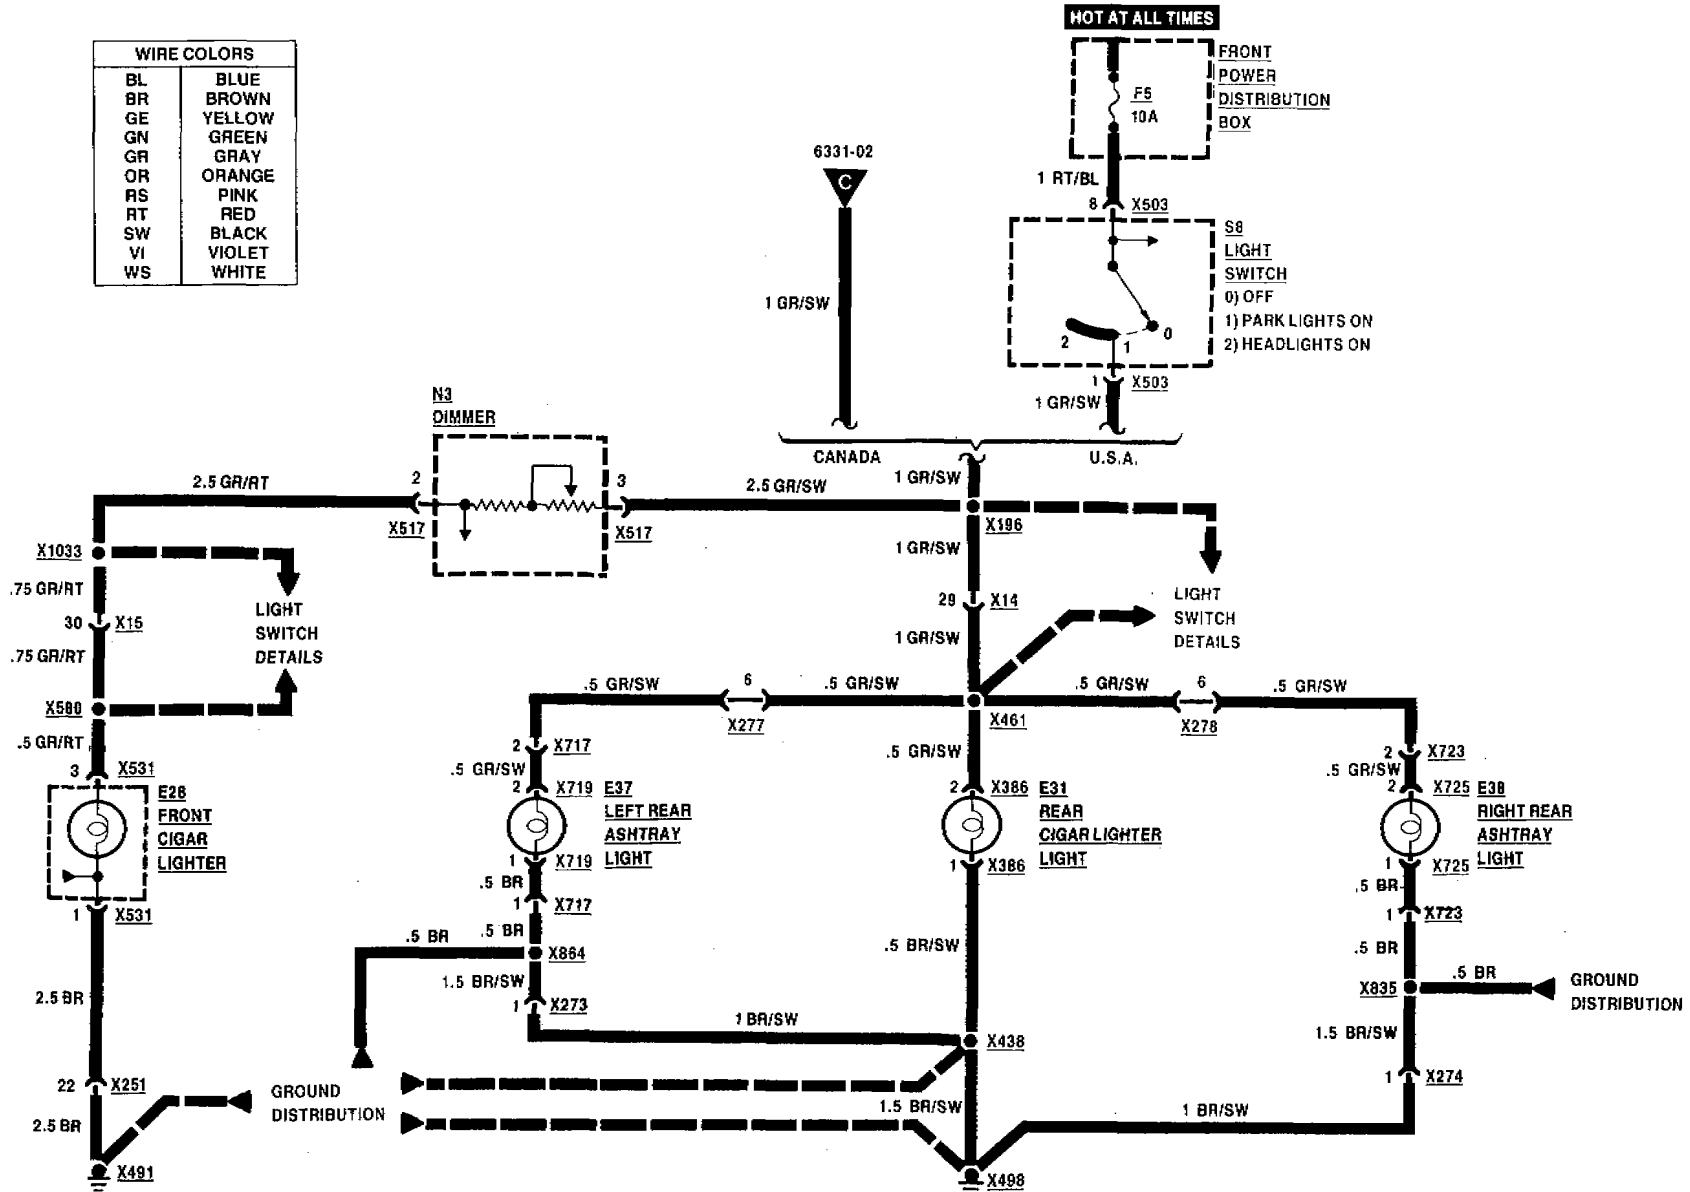 HOT AT ALL TIMES
WIRE COLORS
BL BLUE
BR BROWN
GE YELLOW
GN GREEN
GR GRAY
OR ORANGE
RS PINK
RT RED
SW BLACK
VI VIOLET
WS WHITE
FRONT
POWER
DISTRIBUTION
BOX
F5
10A
1 RT/BL
8 X503
6331-02
C
1 GR/SW
S8
LIGHT
SWITCH
0) OFF
1) PARK LIGHTS ON
2) HEADLIGHTS ON
2 1 0
1 X503
1 GR/SW
CANADA U.S.A.
N3
DIMMER
2.5 GR/RT
2 3
X517 X517
2.5 GR/SW
1 GR/SW
X196
1 GR/SW
29 X14
1 GR/SW
LIGHT
SWITCH
DETAILS
X1033
.75 GR/RT
30 X15
.75 GR/RT
LIGHT
SWITCH
DETAILS
X580
.5 GR/RT
3 X531
E28
FRONT
CIGAR
LIGHTER
1 X531
2.5 BR
22 X251
2.5 BR
X491
.5 GR/SW 6 .5 GR/SW
X277
X461
.5 GR/SW 6 .5 GR/SW
X278
2 X717
.5 GR/SW
2 X719 E37
LEFT REAR
ASHTRAY
LIGHT
1 X719
.5 BR
1 X717
.5 BR
.5 BR
X864
1.5 BR/SW
1 X273
1 BR/SW
.5 GR/SW
2 X386 E31
REAR
CIGAR LIGHTER
LIGHT
1 X386
.5 BR/SW
X438
1.5 BR/SW
X498
2 X723
.5 GR/SW
2 X725 E38
RIGHT REAR
ASHTRAY
LIGHT
1 X725
.5 BR
1 X723
.5 BR
X835
.5 BR
GROUND
DISTRIBUTION
1.5 BR/SW
1 X274
1 BR/SW
GROUND
DISTRIBUTION